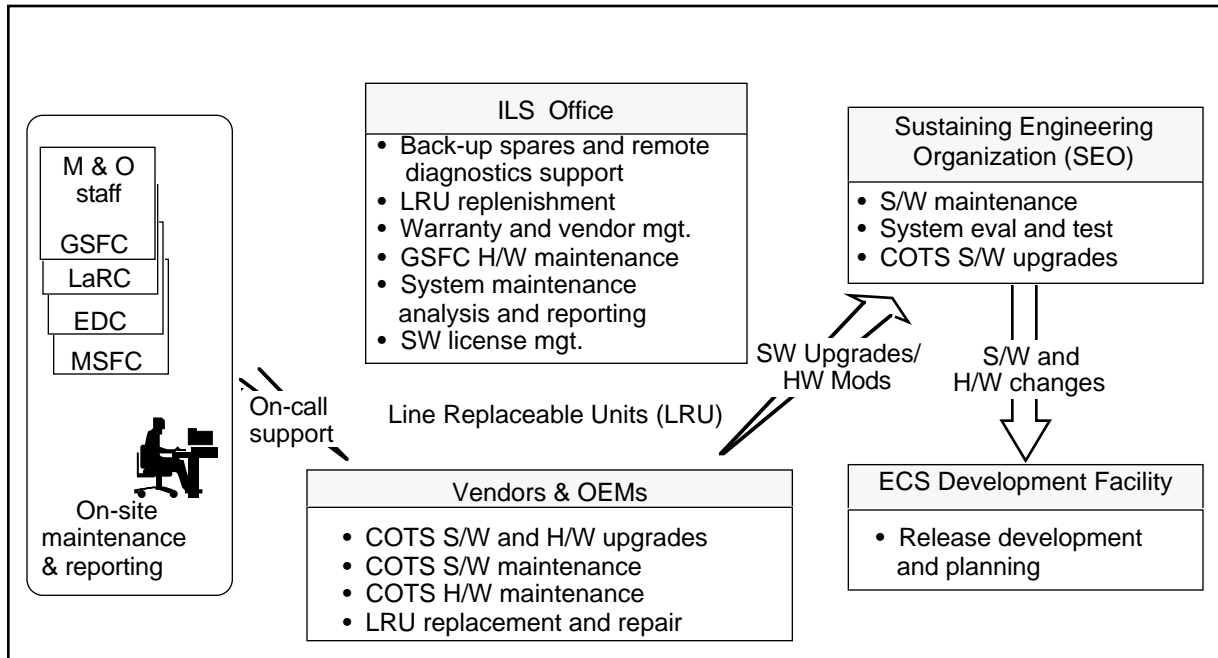 M & O
staff
GSFC
LaRC
EDC
MSFC
On-site
maintenance
& reporting
On-call
support
ILS Office
• Back-up spares and remote
diagnostics support
• LRU replenishment
• Warranty and vendor mgt.
• GSFC H/W maintenance
• System maintenance
analysis and reporting
• SW license mgt.
Line Replaceable Units (LRU)
Vendors & OEMs
• COTS S/W and H/W upgrades
• COTS S/W maintenance
• COTS H/W maintenance
• LRU replacement and repair
SW Upgrades/
HW Mods
Sustaining Engineering
Organization (SEO)
• S/W maintenance
• System eval and test
• COTS S/W upgrades
S/W and
H/W changes
ECS Development Facility
• Release development
and planning